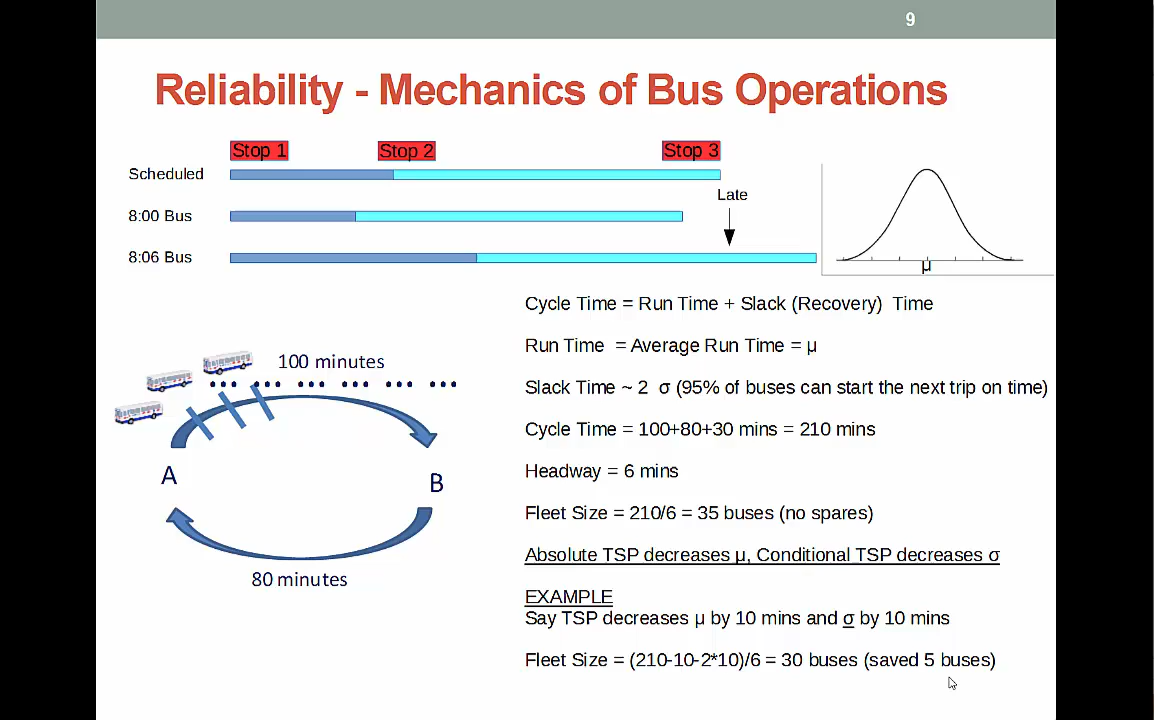 9
Reliability - Mechanics of Bus Operations
Stop 1 Stop 2 Stop 3
Scheduled
Late
8:00 Bus
8:06 Bus
μ
Cycle Time = Run Time + Slack (Recovery) Time
Run Time = Average Run Time = μ
Slack Time ~ 2 σ (95% of buses can start the next trip on time)
Cycle Time = 100+80+30 mins = 210 mins
Headway = 6 mins
Fleet Size = 210/6 = 35 buses (no spares)
Absolute TSP decreases μ, Conditional TSP decreases σ
EXAMPLE
Say TSP decreases μ by 10 mins and σ by 10 mins
Fleet Size = (210-10-2*10)/6 = 30 buses (saved 5 buses)
100 minutes
A
B
80 minutes